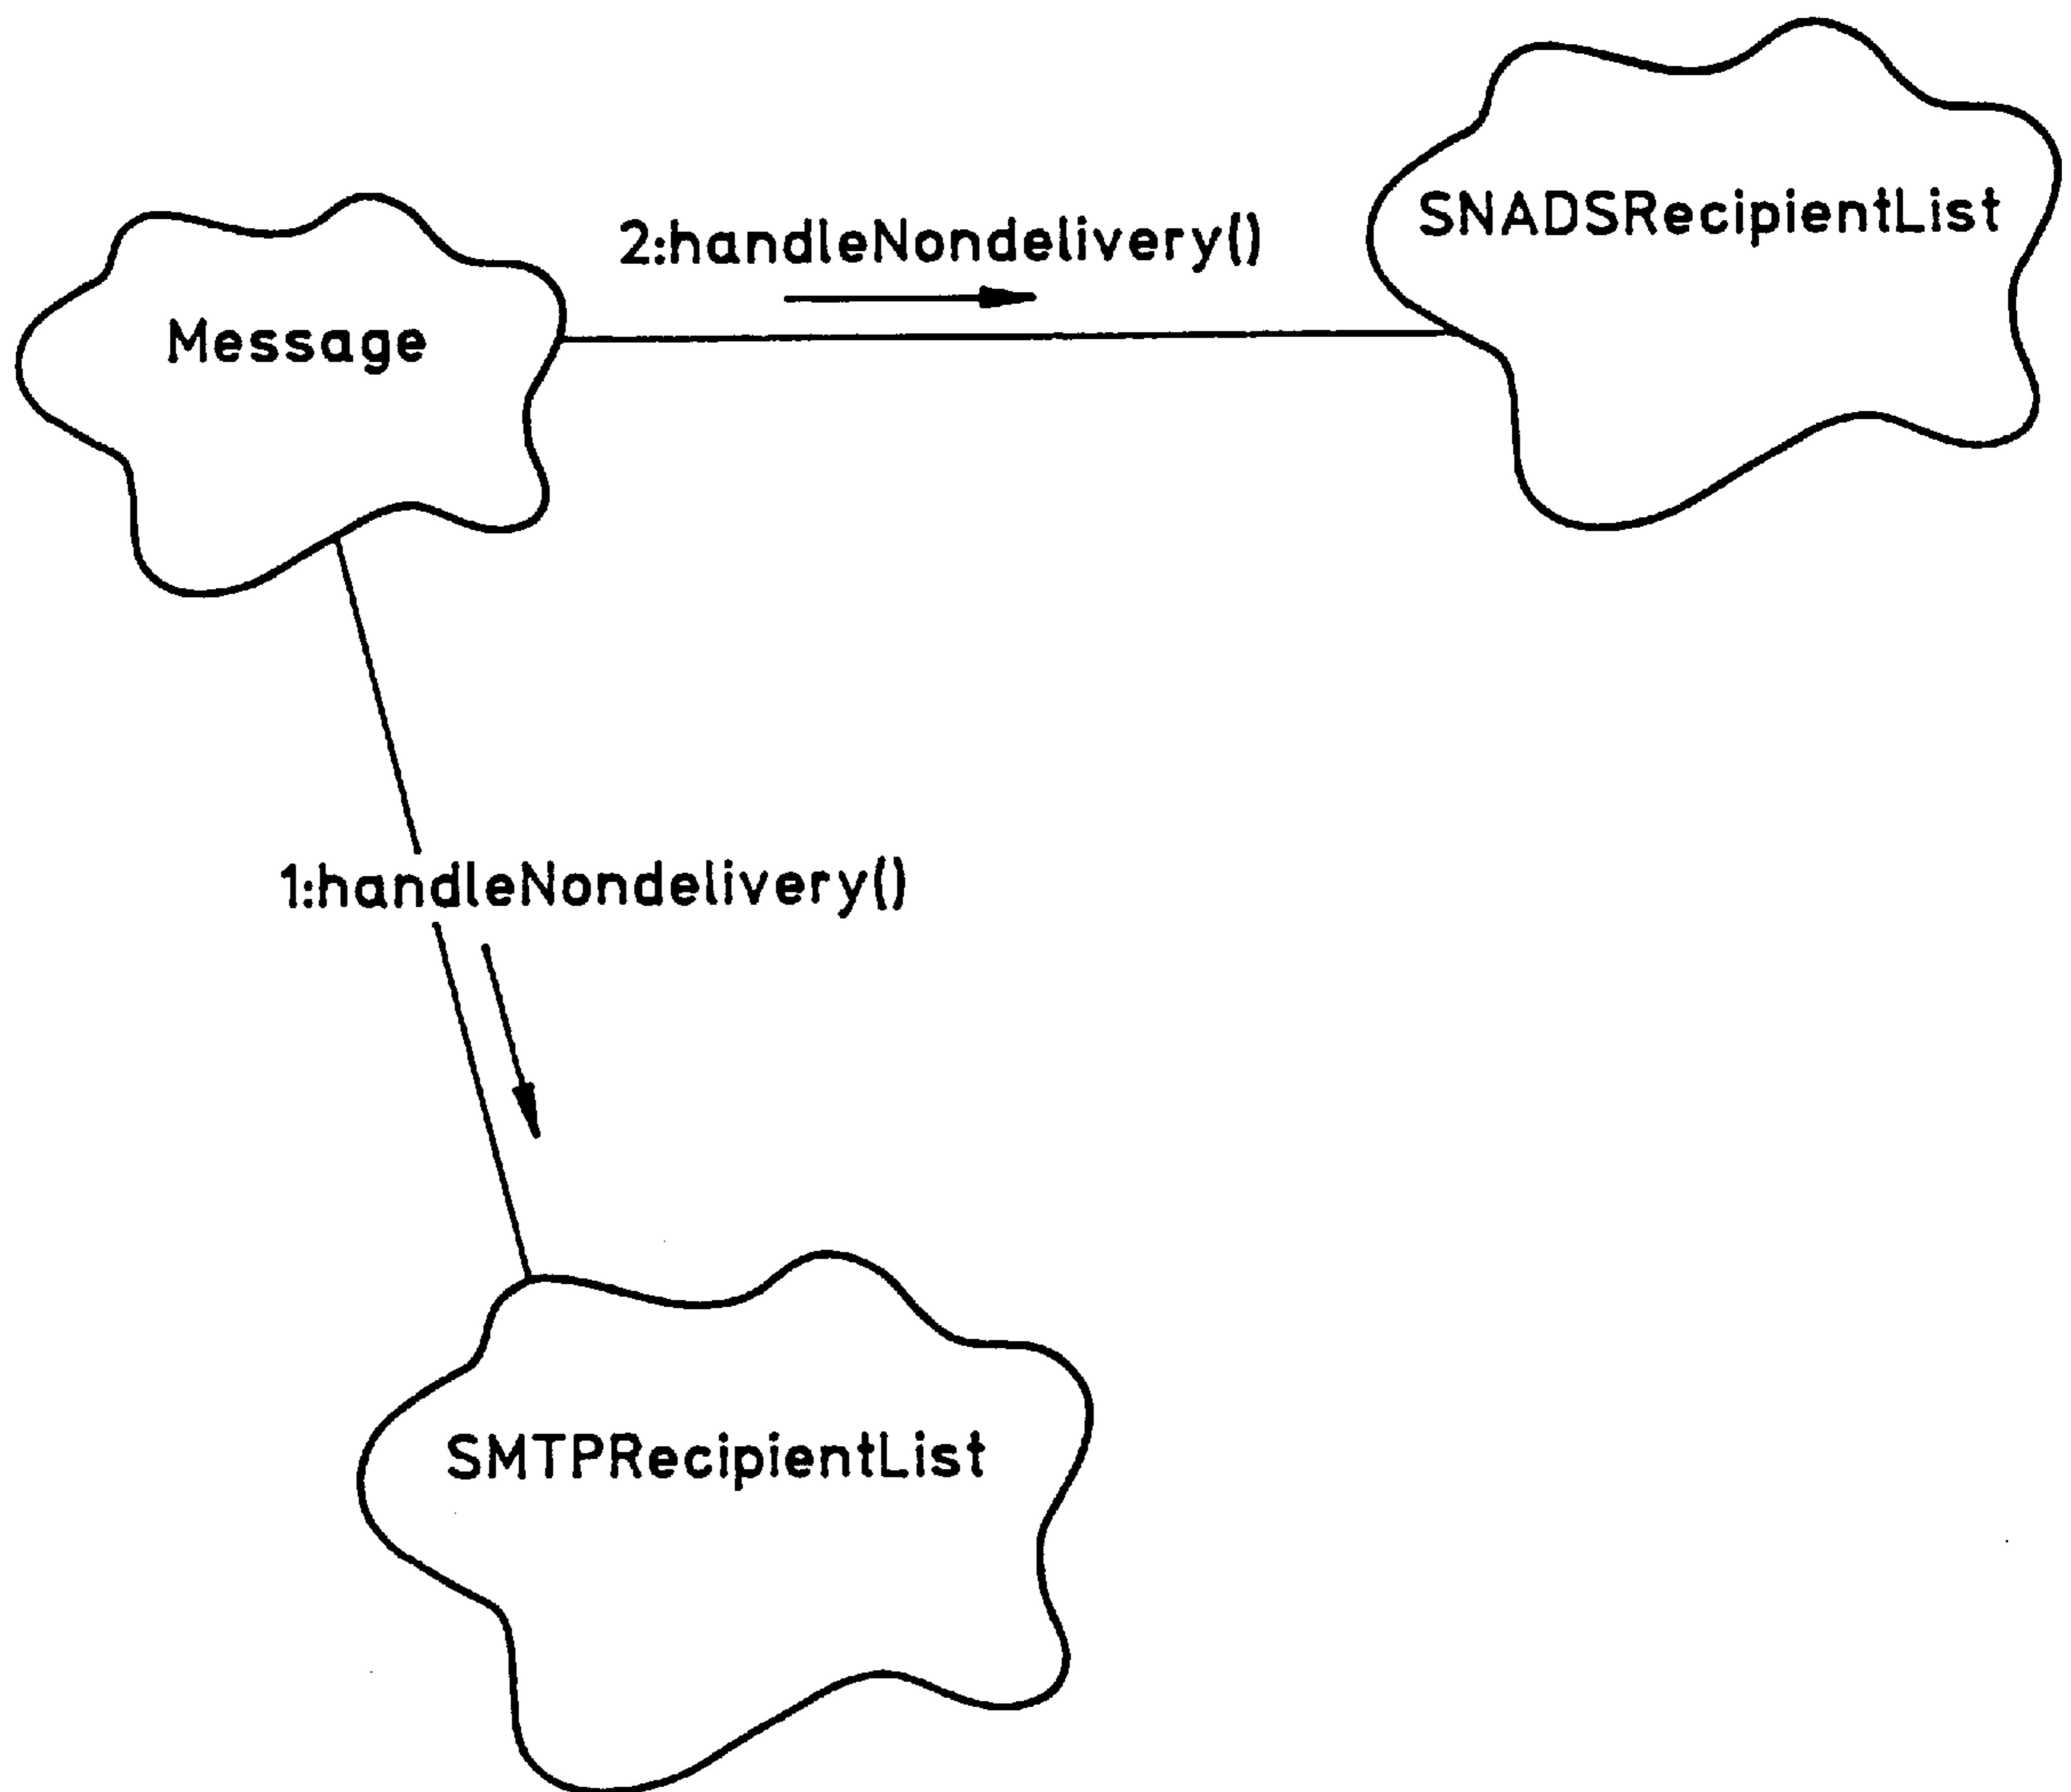 SNADSRecipientList
2:handleNondelivery()
Message
1:handleNondelivery()
SMTPRecipientList